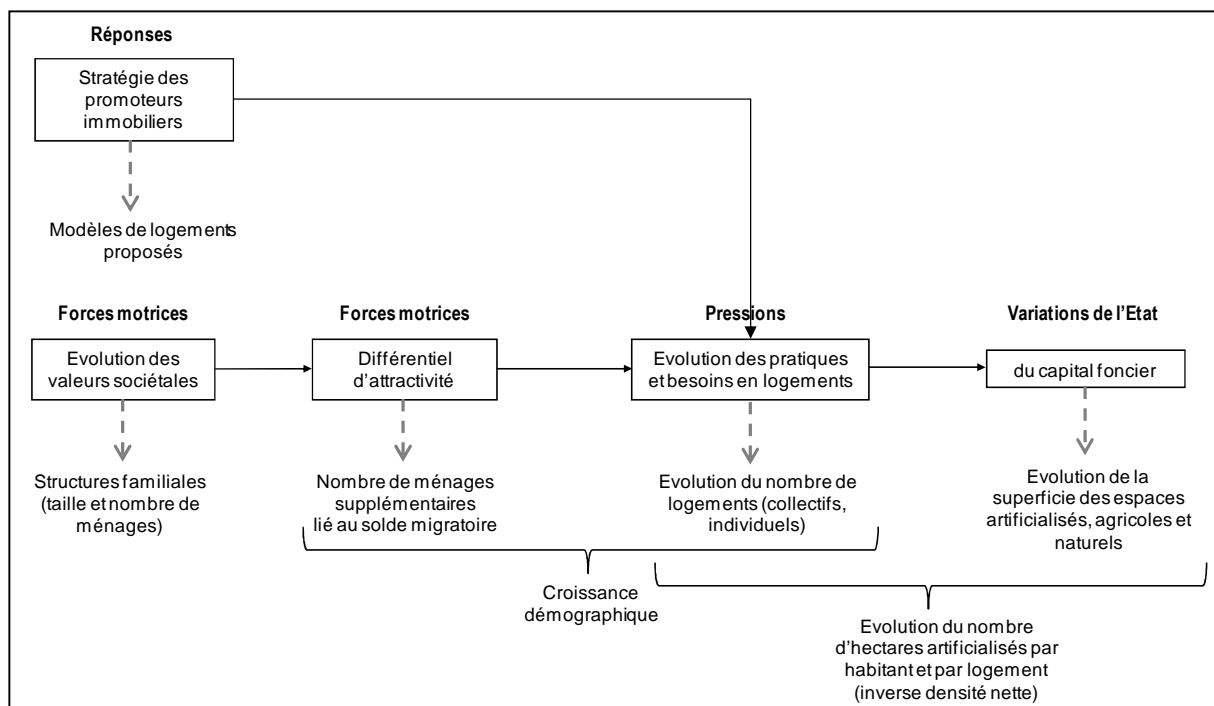 Réponses
Stratégie des
promoteurs
immobiliers
Modèles de logements
proposés
Forces motrices
Evolution des
valeurs sociétales
Structures familiales
(taille et nombre de
ménages)
Forces motrices
Différentiel
d'attractivité
Nombre de ménages
supplémentaires
lié au solde migratoire
Pressions
Evolution des pratiques
et besoins en logements
Evolution du nombre de
logements (collectifs,
individuels)
Variations de l'Etat
du capital foncier
Evolution de la
superficie des espaces
artificialisés, agricoles et
naturels
Croissance
démographique
Evolution du nombre
d'hectares artificialisés par
habitant et par logement
(inverse densité nette)